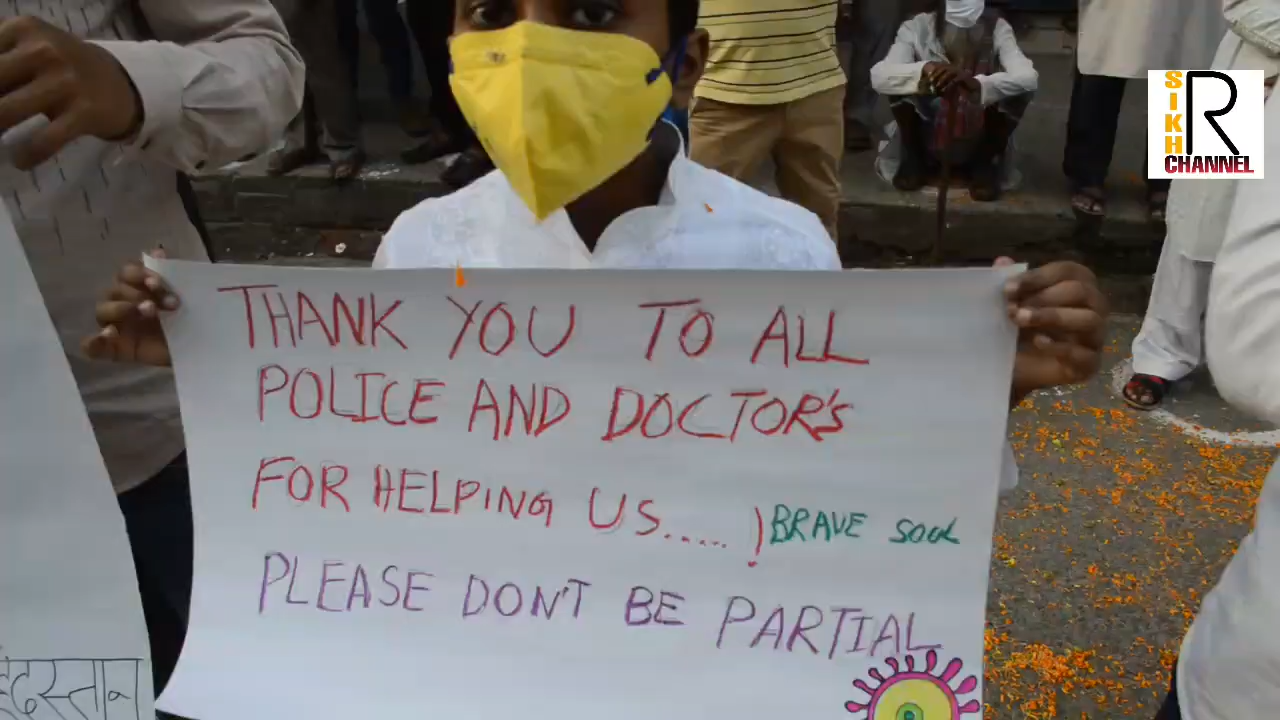 SIKH
R
CHANNEL
THANK YOU TO ALL
POLICE AND DOCTOR'S
FOR HELPING US.....! BRAVE SOUL
PLEASE DON'T BE PARTIAL